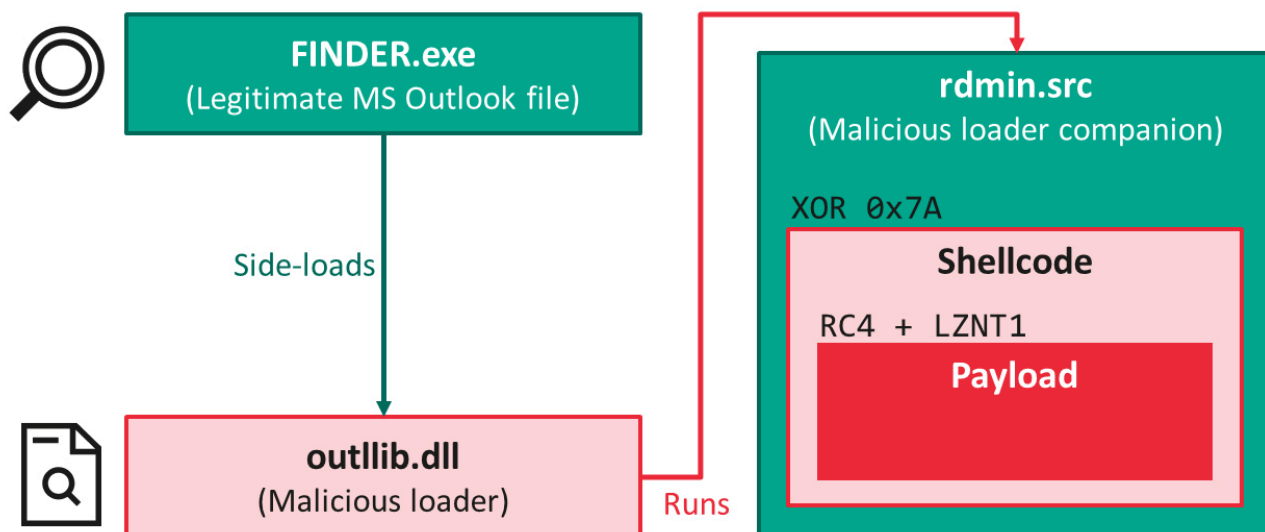 FINDER.exe
(Legitimate MS Outlook file)
Side-loads
outllib.dll
(Malicious loader)
Runs
rdmin.src
(Malicious loader companion)
XOR 0x7A
Shellcode
RC4 + LZNT1
Payload